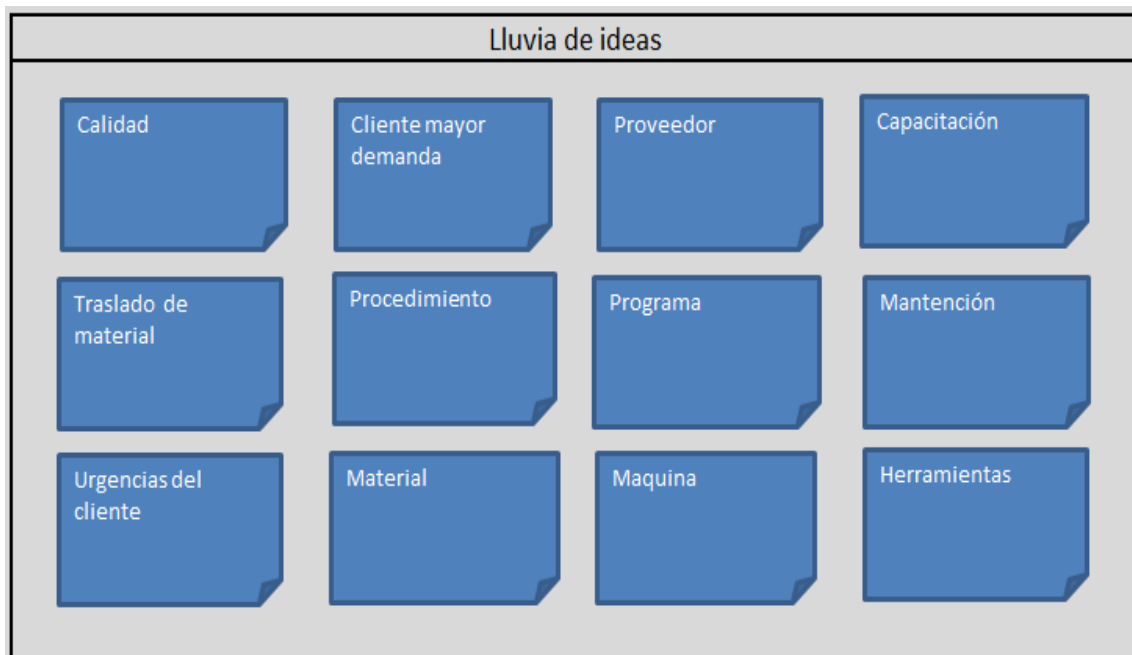 Lluvia de ideas
Calidad
Cliente mayor
demanda
Proveedor
Capacitación
Traslado de
material
Procedimiento
Programa
Mantención
Urgencias del
cliente
Material
Maquina
Herramientas